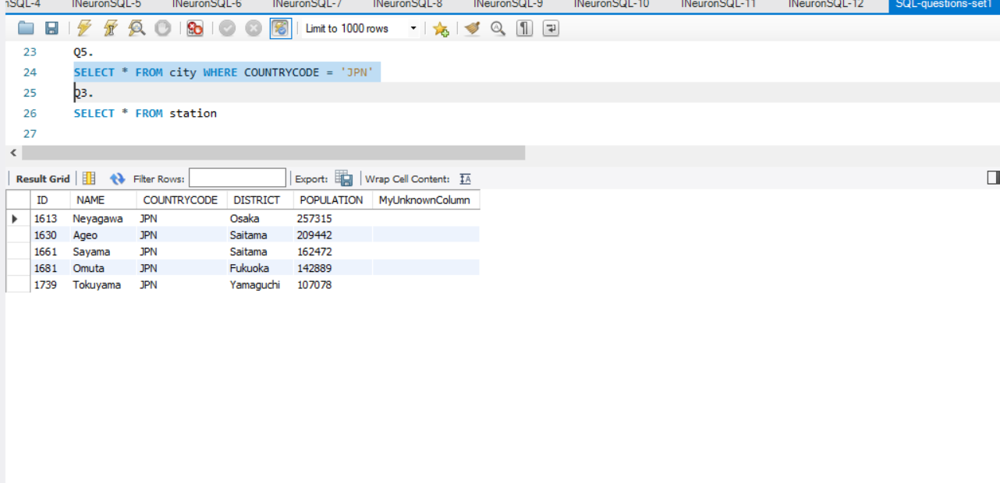 nSQL-4 INeuronSQL-5 INeuronSQL-6 INeuronSQL-7 INeuronSQL-8 INeuronSQL-9 INeuronSQL-10 INeuronSQL-11 INeuronSQL-12 SQL-questions-set1
Limit to 1000 rows
23 Q5.
24 SELECT * FROM city WHERE COUNTRYCODE = 'JPN'
25 Q3.
26 SELECT * FROM station
27
Result Grid Filter Rows: Export: Wrap Cell Content:
ID NAME COUNTRYCODE DISTRICT POPULATION MyUnknownColumn
1613 Neyagawa JPN Osaka 257315
1630 Ageo JPN Saitama 209442
1661 Sayama JPN Saitama 162472
1681 Omuta JPN Fukuoka 142889
1739 Tokuyama JPN Yamaguchi 107078